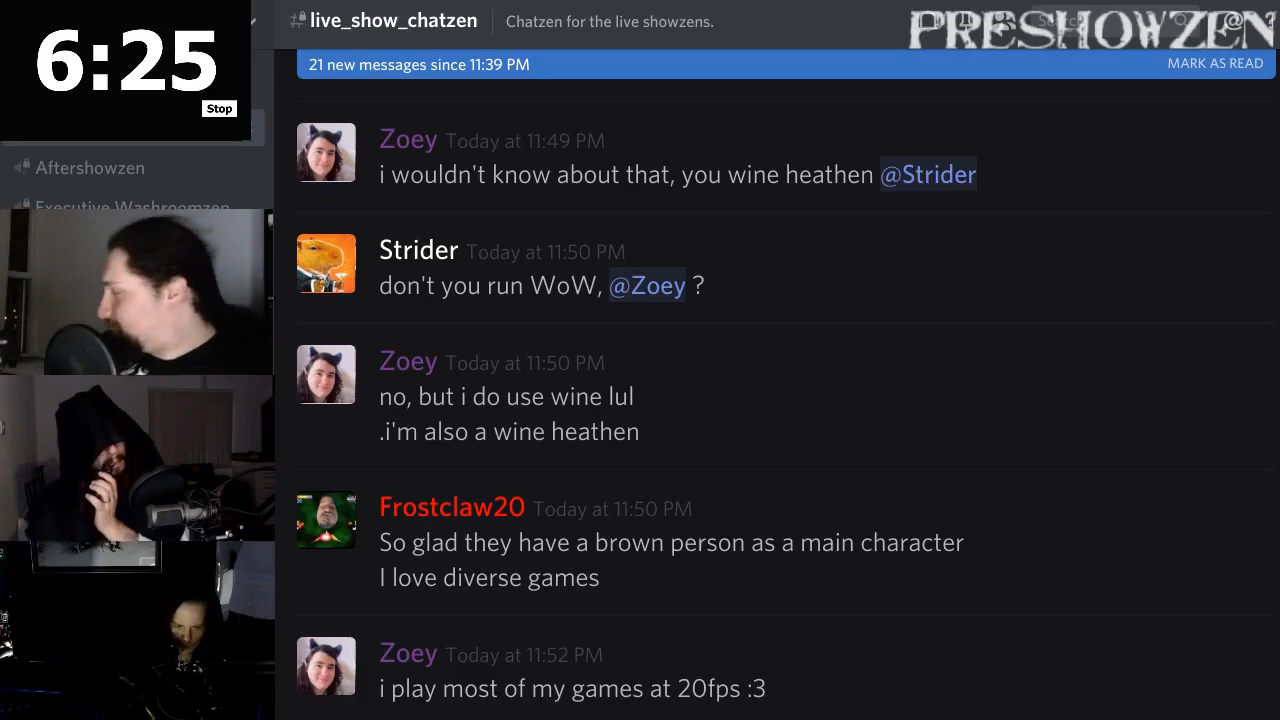 6:25
Stop
live_show_chatzen
Chatzen for the live showzens.
PRESHOWZEN
21 new messages since 11:39 PM
MARK AS READ
Aftershowzen
Executive Washroomzen
Zoey Today at 11:49 PM
i wouldn't know about that, you wine heathen @Strider
Strider Today at 11:50 PM
don't you run WoW, @Zoey ?
Zoey Today at 11:50 PM
no, but i do use wine lul
.i'm also a wine heathen
Frostclaw20 Today at 11:50 PM
So glad they have a brown person as a main character
I love diverse games
Zoey Today at 11:52 PM
i play most of my games at 20fps :3